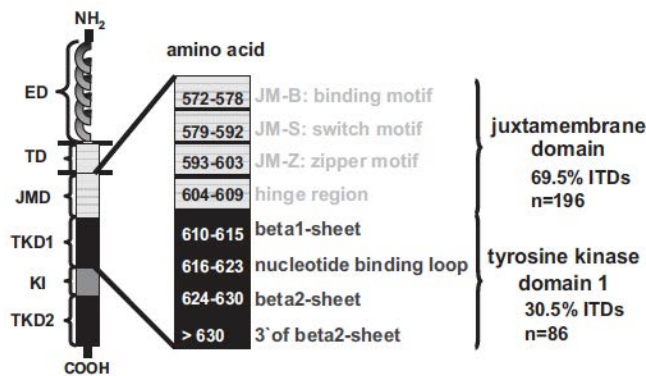 NH2
ED
TD
JMD
TKD1
KI
TKD2
COOH
amino acid
572-578 JM-B: binding motif
579-592 JM-S: switch motif
593-603 JM-Z: zipper motif
604-609 hinge region
610-615 beta1-sheet
616-623 nucleotide binding loop
624-630 beta2-sheet
> 630 3`of beta2-sheet
juxtamembrane
domain
69.5% ITDs
n=196
tyrosine kinase
domain 1
30.5% ITDs
n=86